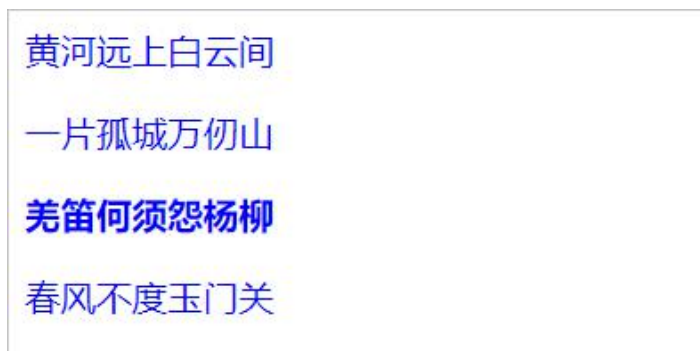 黄河远上白云间
一片孤城万仞山
羌笛何须怨杨柳
春风不度玉门关